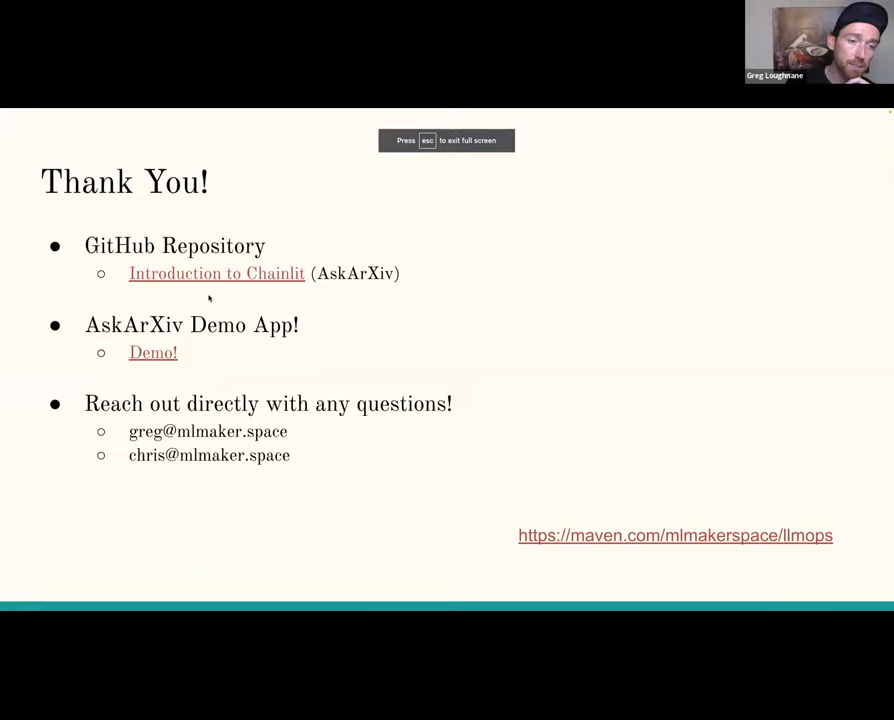 Greg Loughnane
Press esc to exit full screen
Thank You!
● GitHub Repository
○ Introduction to Chainlit (AskArXiv)
● AskArXiv Demo App!
○ Demo!
● Reach out directly with any questions!
○ greg@mlmaker.space
○ chris@mlmaker.space
https://maven.com/mlmakerspace/llmops